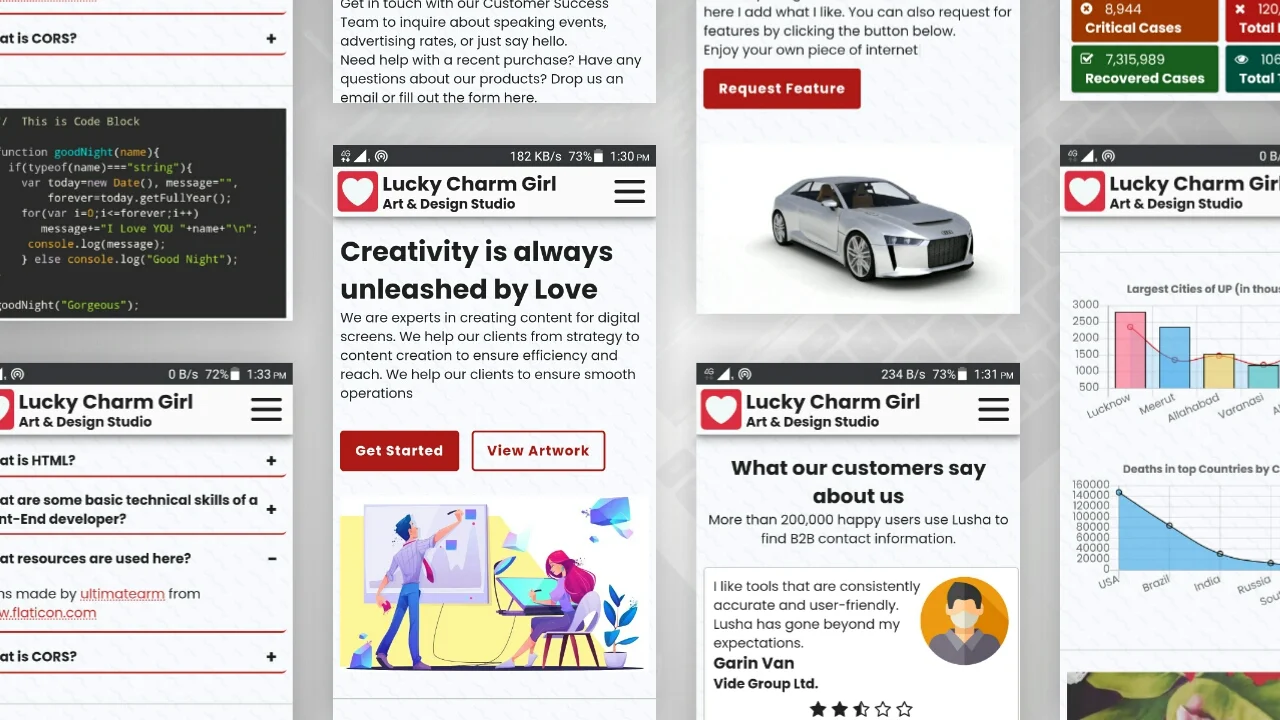 at is CORS?
+
// This is Code Block
function goodNight(name){
if(typeof(name)==="string"){
var today=new Date(), message="",
forever=today.getFullYear();
for(var i=0;i<=forever;i++)
message+="I Love YOU "+name+"\n";
console.log(message);
} else console.log("Good Night");
goodNight("Gorgeous");
0 B/s 72% 1:33 PM
Lucky Charm Girl
Art & Design Studio
at is HTML?
+
at are some basic technical skills of a
nt-End developer?
+
at resources are used here?
−
ns made by ultimatearm from
w.flaticon.com
at is CORS?
+
Get in touch with our Customer Success
Team to inquire about speaking events,
advertising rates, or just say hello.
Need help with a recent purchase? Have any
questions about our products? Drop us an
email or fill out the form here.
4G 182 KB/s 73% 1:30 PM
Lucky Charm Girl
Art & Design Studio
Creativity is always
unleashed by Love
We are experts in creating content for digital
screens. We help our clients from strategy to
content creation to ensure efficiency and
reach. We help our clients to ensure smooth
operations
Get Started
View Artwork
here I add what I like. You can also request for
features by clicking the button below.
Enjoy your own piece of internet
Request Feature
4G 234 B/s 73% 1:31 PM
Lucky Charm Girl
Art & Design Studio
What our customers say
about us
More than 200,000 happy users use Lusha to
find B2B contact information.
I like tools that are consistently
accurate and user-friendly.
Lusha has gone beyond my
expectations.
Garin Van
Vide Group Ltd.
8,944
Critical Cases
120,
Total
7,315,989
Recovered Cases
106
Total
4G 0 B/
Lucky Charm Girl
Art & Design Studio
Largest Cities of UP (in thou
3000
2500
2000
1500
1000
500
Lucknow
Meerut
Allahabad
Varanasi
Deaths in top Countries by C
160000
140000
120000
100000
80000
60000
40000
20000
0
USA
Brazil
India
Russia
Sou